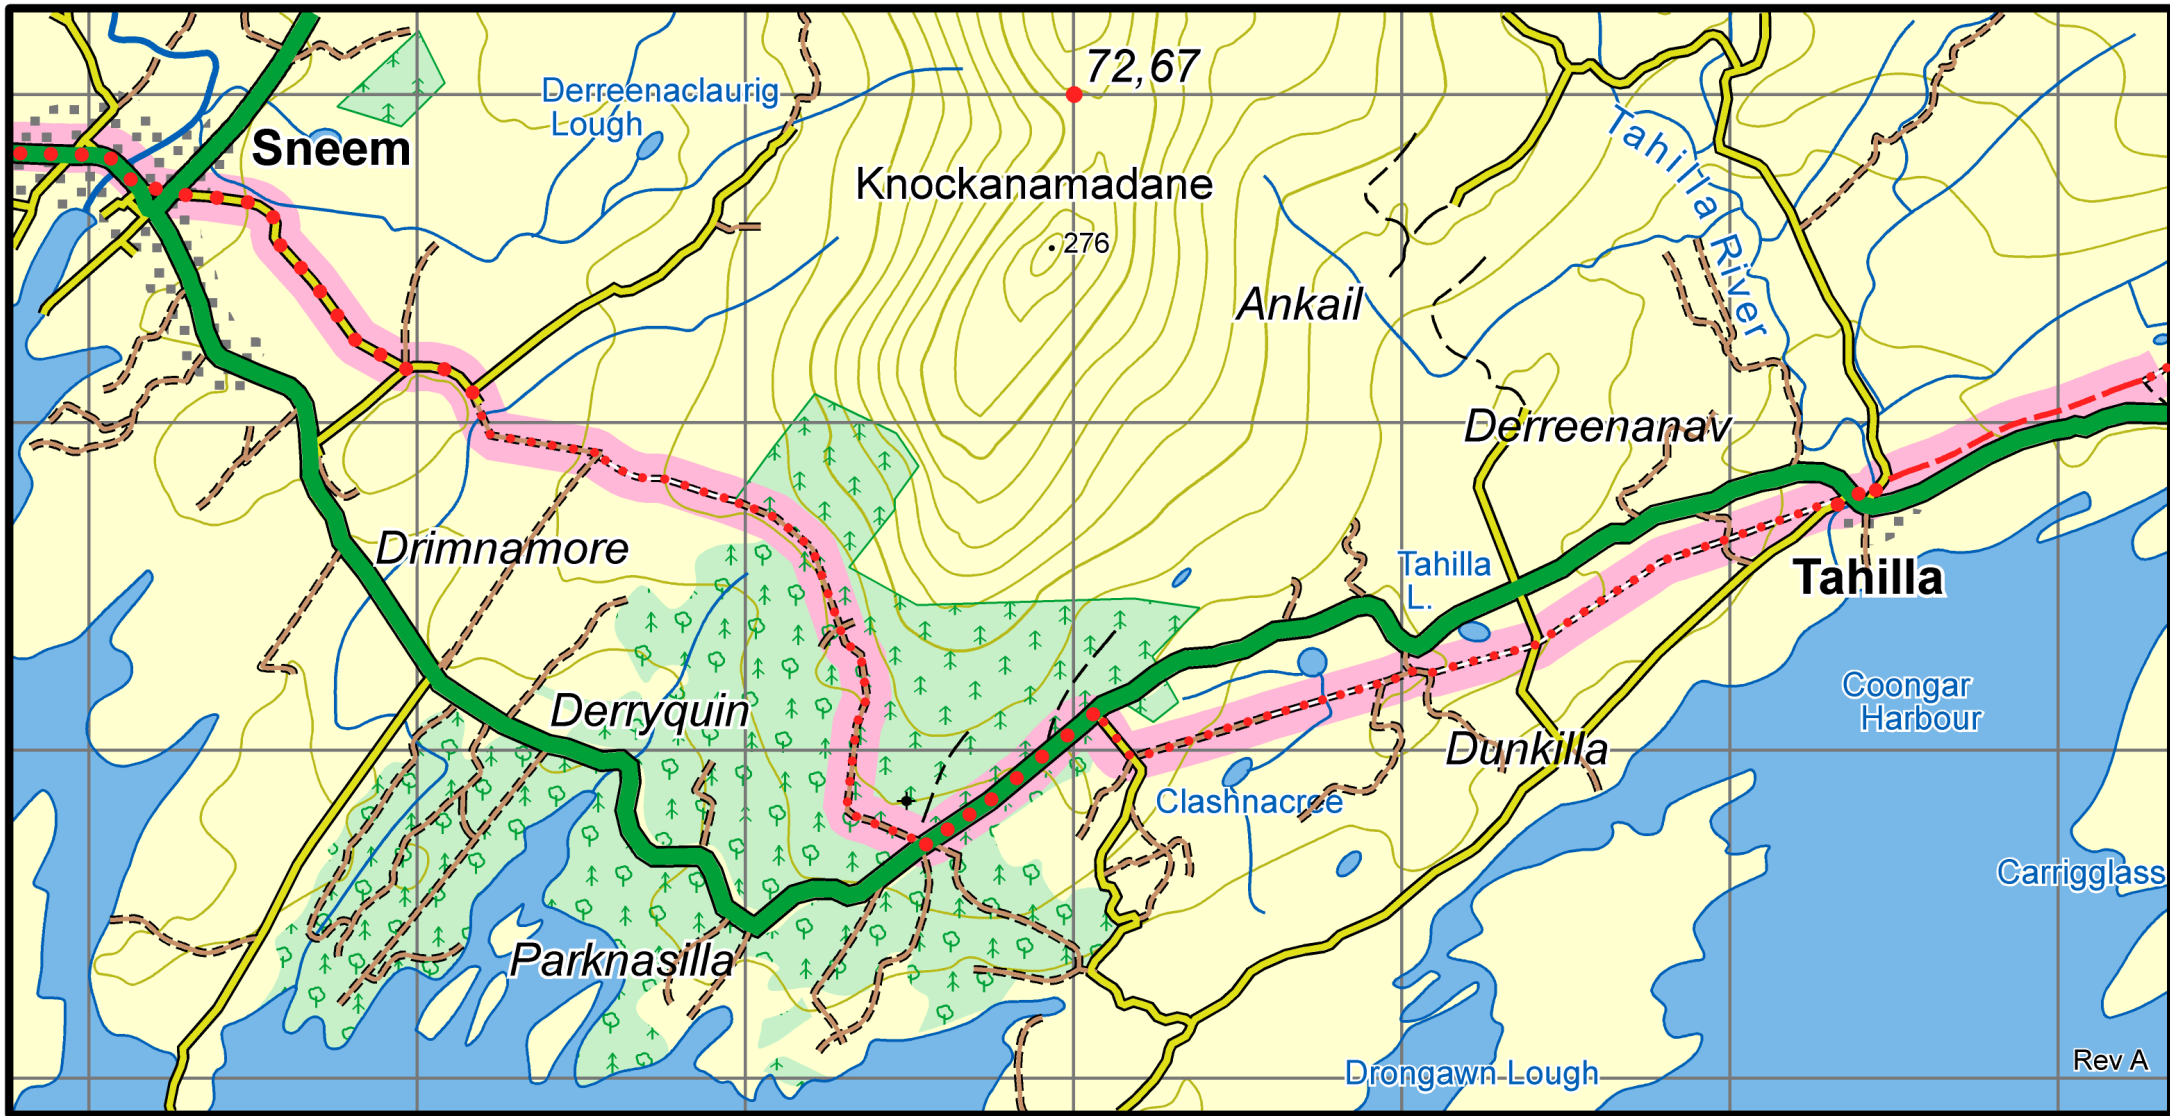 72,67
Derreenaclaurig
Lough
Sneem
Tahilla River
Knockanamadane
276
Ankail
Derreenanav
Drimnamore
Tahilla
L.
Tahilla
Coongar
Harbour
Derryquin
Dunkilla
Clashnacree
Carrigglass
Parknasilla
Drongawn Lough
Rev A